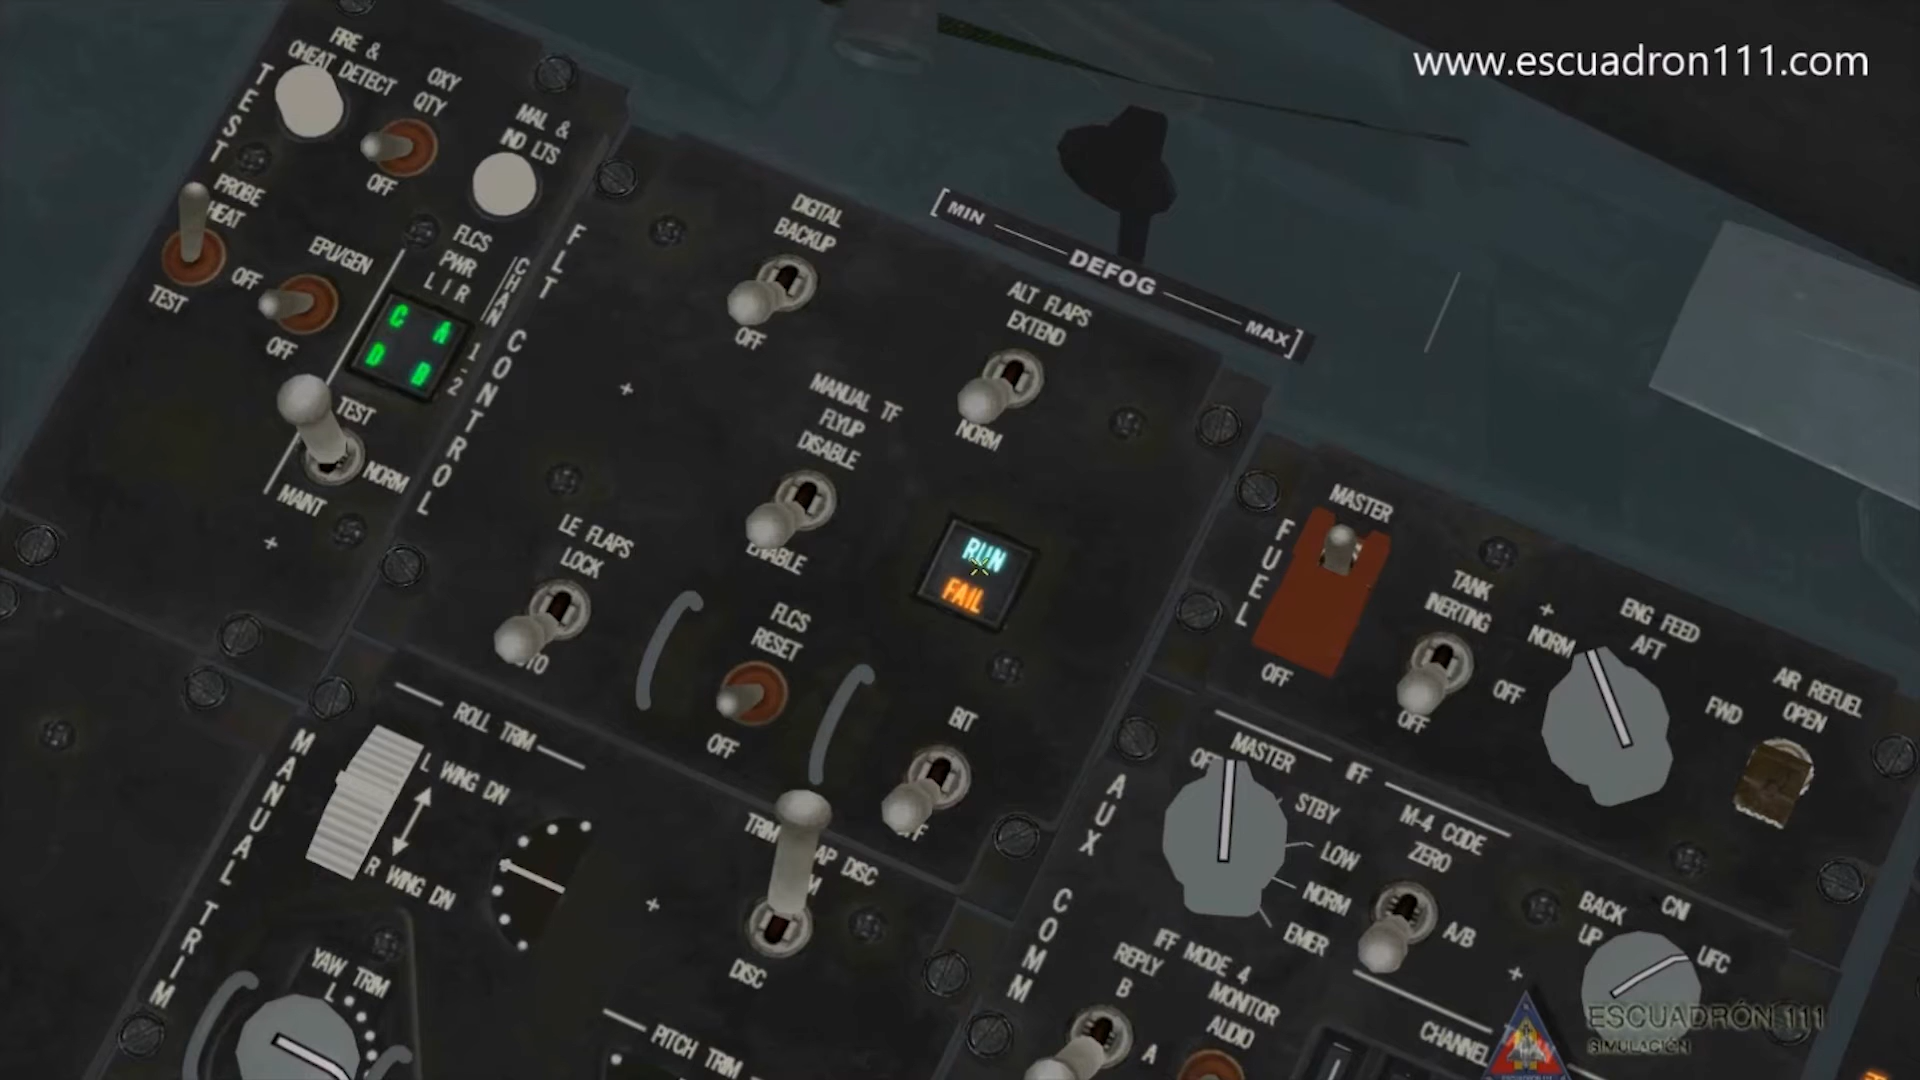 www.escuadron111.com
FIRE &
OHEAT DETECT
OXY
QTY
OFF
MAL &
IND LTS
TEST
PROBE
HEAT
OFF
TEST
EPU/GEN
OFF
FLCS
PWR
L I R
CHAN
C A
D D
1-2
TEST
NORM
MAINT
FLT CONTROL
DIGITAL
BACKUP
OFF
MIN
DEFOG
MAX
ALT FLAPS
EXTEND
NORM
MANUAL TF
FLYUP
DISABLE
ENABLE
LE FLAPS
LOCK
RUN
FAIL
FLCS
RESET
OFF
BIT
FUEL
MASTER
OFF
TANK
INERTING
OFF
ENG FEED
NORM
AFT
OFF
FWD
AIR REFUEL
OPEN
MANUAL TRIM
ROLL TRIM
L WING DN
R WING DN
DISC
DISC
YAW TRIM
L
PITCH TRIM
AUX COMM
MASTER
STBY
LOW
NORM
EMER
IFF
M-4 CODE
ZERO
A/B
CNI
BACK
UP
UFC
IFF MODE 4
REPLY
B
A
MONITOR
AUDIO
CHANNEL
ESCUADRÓN 111
SIMULACIÓN